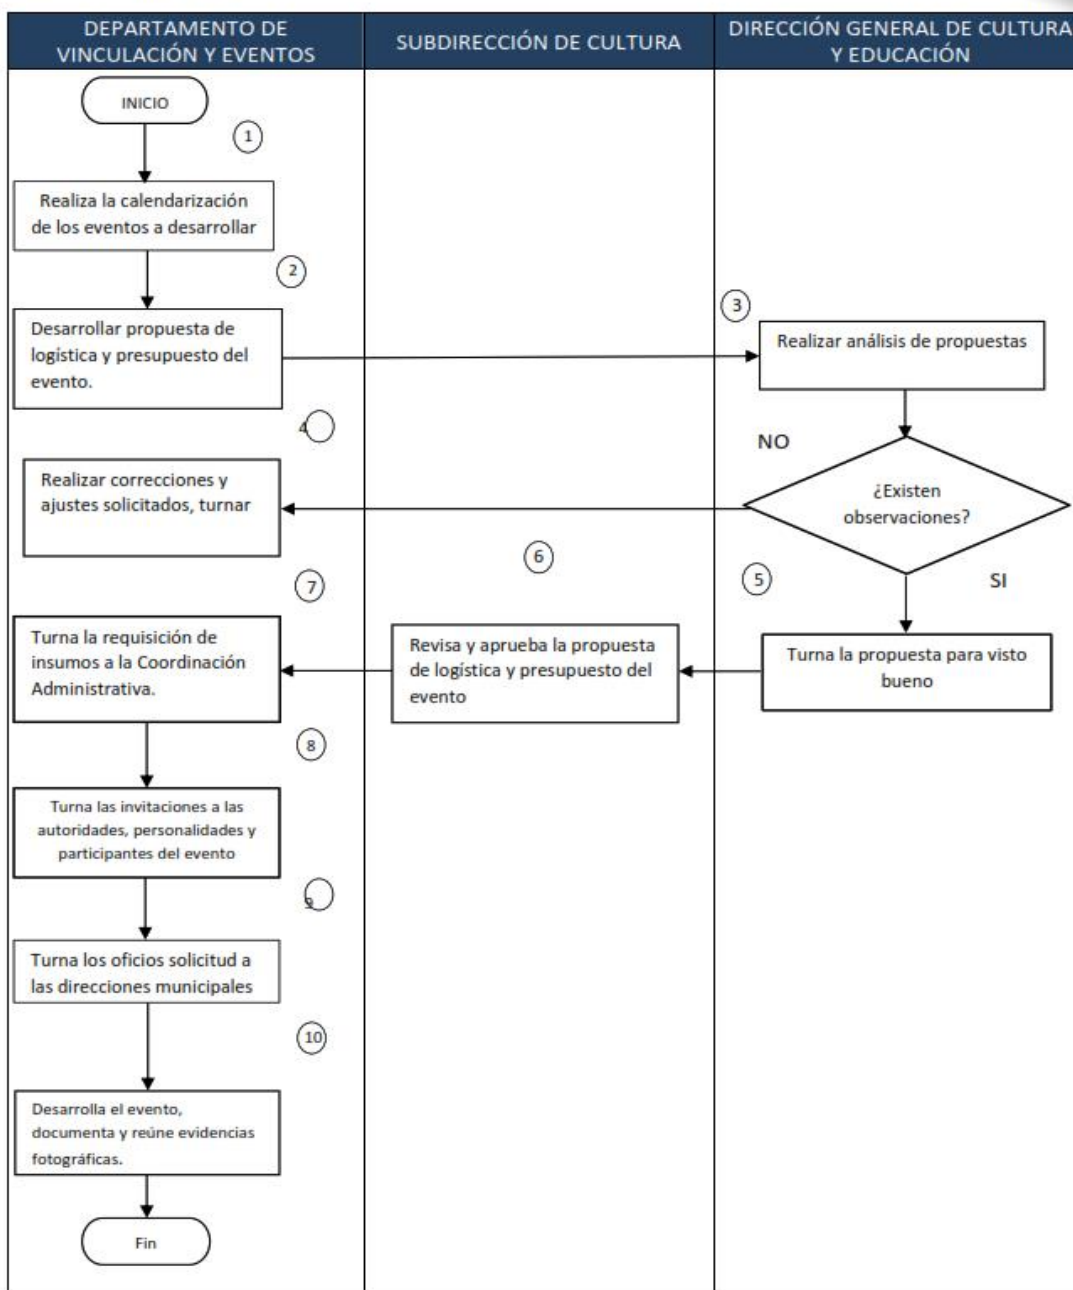 DEPARTAMENTO DE
VINCULACIÓN Y EVENTOS
SUBDIRECCIÓN DE CULTURA
DIRECCIÓN GENERAL DE CULTURA
Y EDUCACIÓN
INICIO
1
Realiza la calendarización
de los eventos a desarrollar
2
Desarrollar propuesta de
logística y presupuesto del
evento.
3
Realizar análisis de propuestas
4
NO
¿Existen
observaciones?
Realizar correcciones y
ajustes solicitados, turnar
SI
5
Turna la propuesta para visto
bueno
6
Revisa y aprueba la propuesta
de logística y presupuesto del
evento
7
Turna la requisición de
insumos a la Coordinación
Administrativa.
8
Turna las invitaciones a las
autoridades, personalidades y
participantes del evento
9
Turna los oficios solicitud a
las direcciones municipales
10
Desarrolla el evento,
documenta y reúne evidencias
fotográficas.
Fin